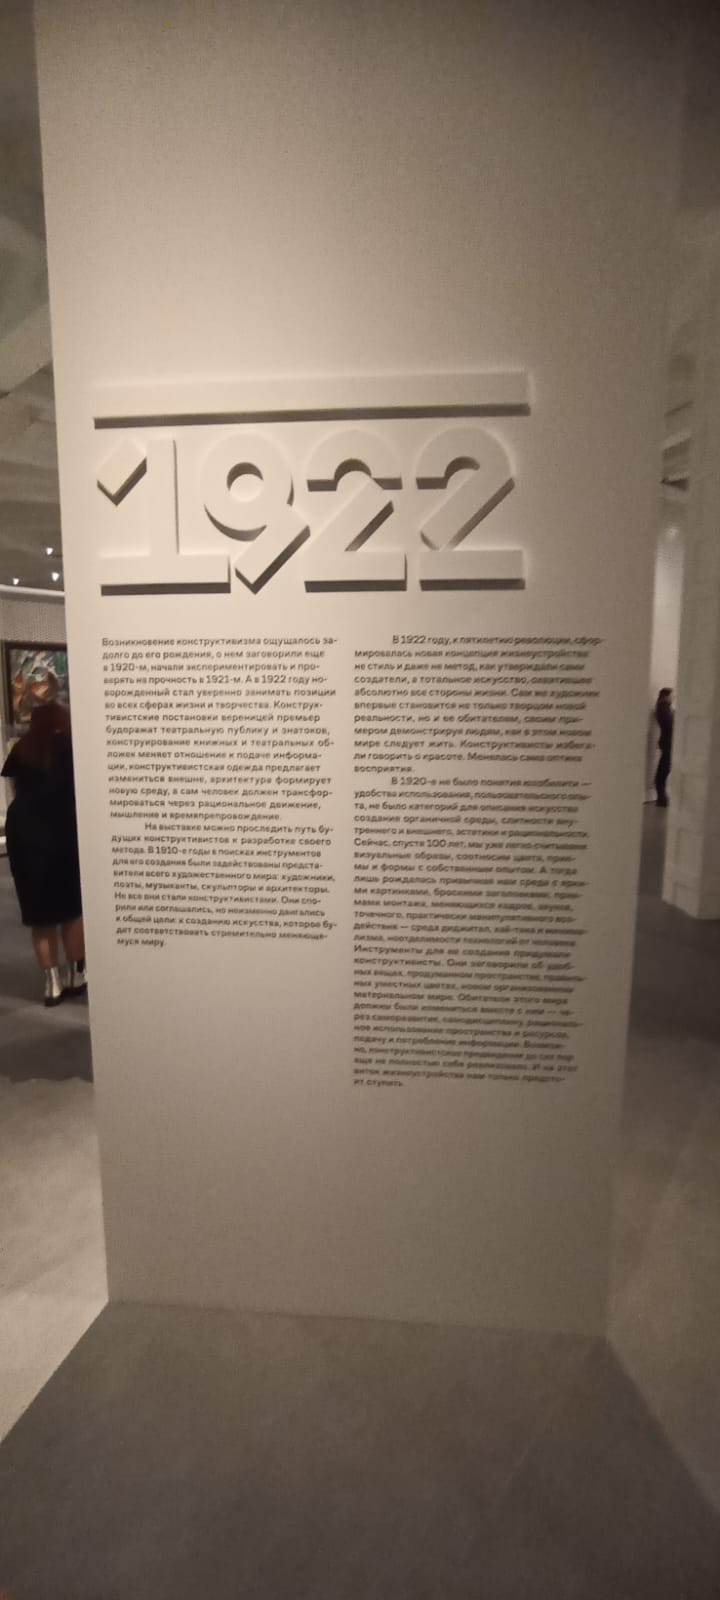 1922
Возникновение конструктивизма ощущалось за-
долго до его рождения, о нем заговорили еще
в 1920-м, начали экспериментировать и про-
верять на прочность в 1921-м. А в 1922 году но-
ворожденный стал уверенно занимать позиции
во всех сферах жизни и творчества. Конструк-
тивистские постановки вереницей премьер
будоражат театральную публику и знатоков,
конструирование книжных и театральных об-
ложек меняет отношение к подаче информа-
ции, конструктивистская одежда предлагает
измениться внешне, архитектура формирует
новую среду, а сам человек должен трансфор-
мироваться через рациональное движение,
мышление и времяпрепровождение.
На выставке можно проследить путь бу-
дущих конструктивистов к разработке своего
метода. В 1910-е годы в поисках инструментов
для его создания были задействованы предста-
вители всего художественного мира: художники,
поэты, музыканты, скульпторы и архитекторы.
Не все они стали конструктивистами. Они спо-
рили или соглашались, но неизменно двигались
к общей цели: к созданию искусства, которое бу-
дет соответствовать стремительно меняюще-
муся миру.
В 1922 году, к пятилетию революции, сфор-
мировалась новая концепция жизнеустройства:
не стиль и даже не метод, как утверждали сами
создатели, а тотальное искусство, охватившее
абсолютно все стороны жизни. Сам же художник
впервые становится не только творцом новой
реальности, но и ее обитателем, своим при-
мером демонстрируя людям, как в этом новом
мире следует жить. Конструктивисты избега-
ли говорить о красоте. Менялась сама оптика
восприятия.
В 1920-е не было понятия юзабилити —
удобства использования, пользовательского опы-
та, не было категорий для описания искусства
создания органичной среды, слитности вну-
треннего и внешнего, эстетики и рациональности.
Сейчас, спустя 100 лет, мы уже легко считываем
визуальные образы, соотносим цвета, прие-
мы и формы с собственным опытом. А тогда
лишь рождалась привычная нам среда с ярки-
ми картинками, броскими заголовками, прие-
мами монтажа, меняющихся кадров, звуков,
точечного, практически манипулятивного воз-
действия — среда диджитал, хай-тека и минима-
лизма, неотделимости технологий от человека.
Инструменты для ее создания придумали
конструктивисты. Они заговорили об удоб-
ных вещах, продуманном пространстве, правиль-
ных уместных цветах, новом организованном
материальном мире. Обитатели этого мира
должны были измениться вместе с ним — че-
рез саморазвитие, самодисциплину, рациональ-
ное использование пространства и ресурсов,
подачу и потребление информации. Возмож-
но, конструктивистское предвидение до сих пор
еще не полностью себя реализовало. И на этот
виток жизнеустройства нам только предсто-
ит ступить.